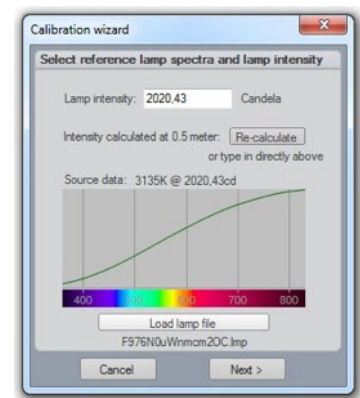 Calibration wizard
Select reference lamp spectra and lamp intensity
Lamp intensity: 2020,43 Candela
Intensity calculated at 0.5 meter: Re-calculate
or type in directly above
Source data: 3135K @ 2020,43cd
400 500 600 700 800
Load lamp file
F976N0uWnmcm2OC.lmp
Cancel Next >